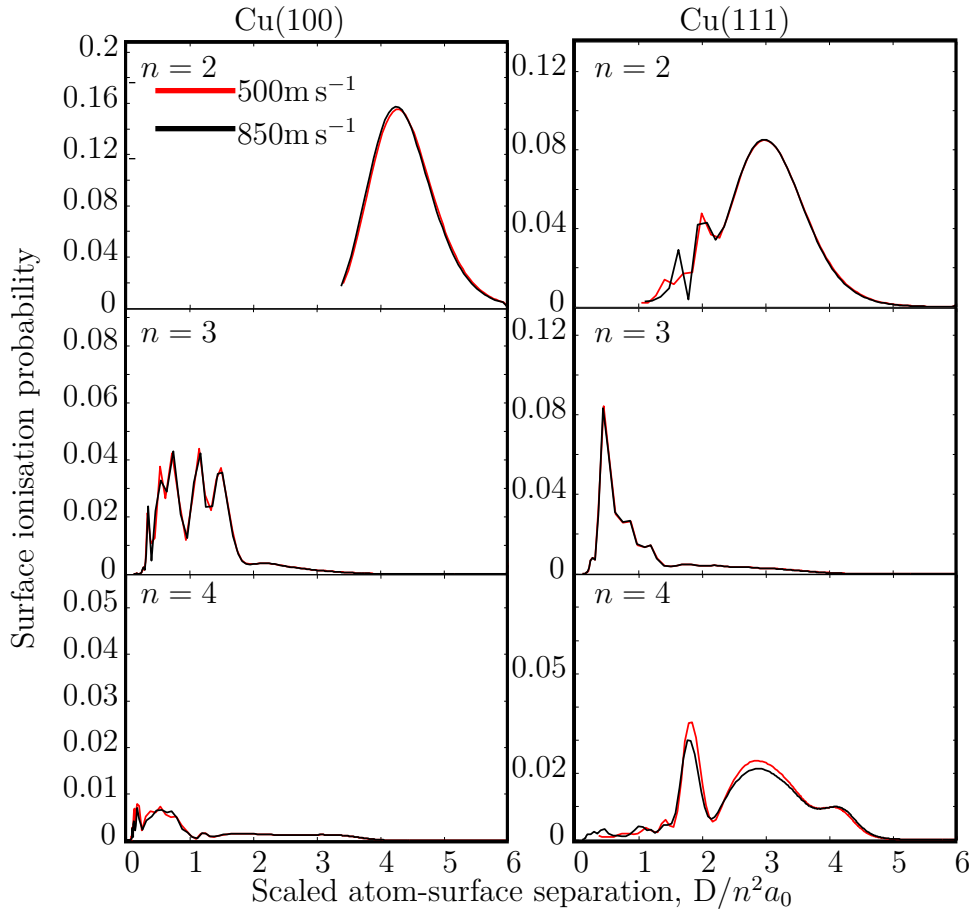 Cu(100)
Cu(111)
Surface ionisation probability
n = 2
500m s⁻¹
850m s⁻¹
0.2
0.16
0.12
0.08
0.04
0
n = 2
0.12
0.08
0.04
0
n = 3
0.08
0.06
0.04
0.02
0
n = 3
0.12
0.08
0.04
0
n = 4
0.05
0.04
0.03
0.02
0.01
0
n = 4
0.05
0.02
0
0 1 2 3 4 5 6
0 1 2 3 4 5 6
Scaled atom-surface separation, D/n²a₀